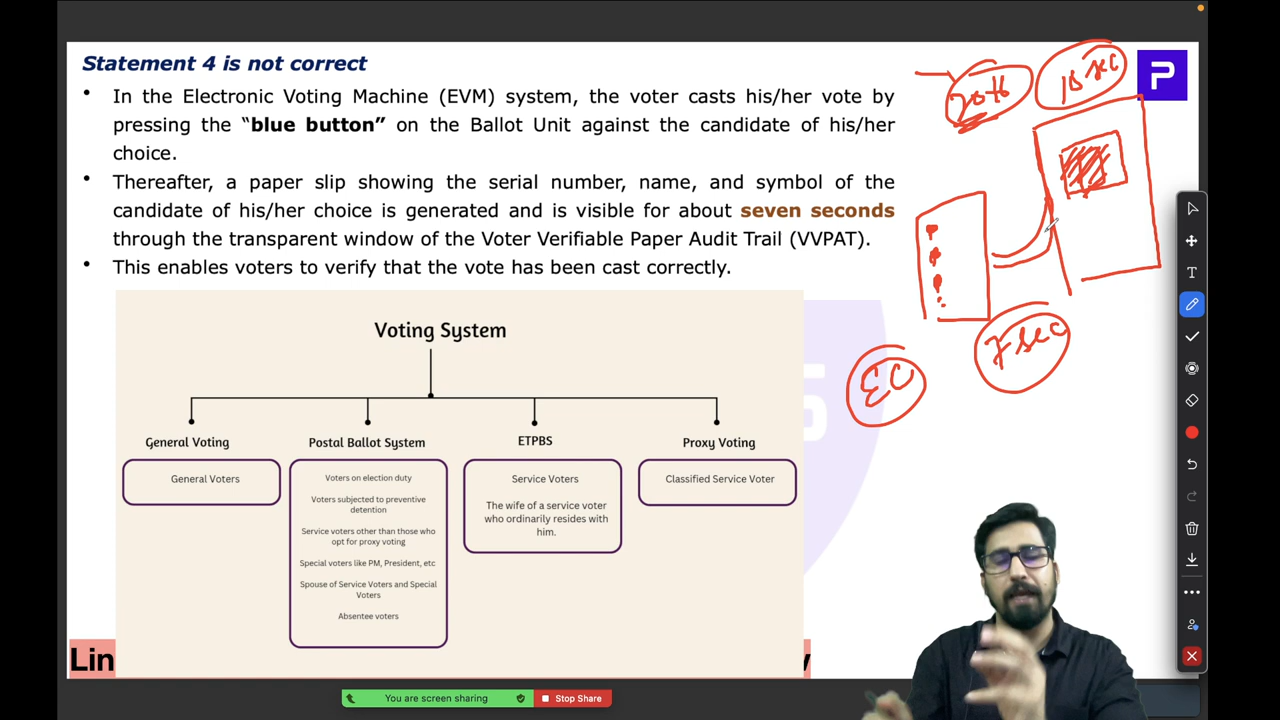 Statement 4 is not correct
• In the Electronic Voting Machine (EVM) system, the voter casts his/her vote by
pressing the “blue button” on the Ballot Unit against the candidate of his/her
choice.
• Thereafter, a paper slip showing the serial number, name, and symbol of the
candidate of his/her choice is generated and is visible for about seven seconds
through the transparent window of the Voter Verifiable Paper Audit Trail (VVPAT).
• This enables voters to verify that the vote has been cast correctly.
15 sec
P
7 sec
EC
Voting System
General Voting
General Voters
Postal Ballot System
Voters on election duty
Voters subjected to preventive
detention
Service voters other than those who
opt for proxy voting
Special voters like PM, President, etc
Spouse of Service Voters and Special
Voters
Absentee voters
ETPBS
Service Voters
The wife of a service voter
who ordinarily resides with
him.
Proxy Voting
Classified Service Voter
Lin
You are screen sharing
Stop Share